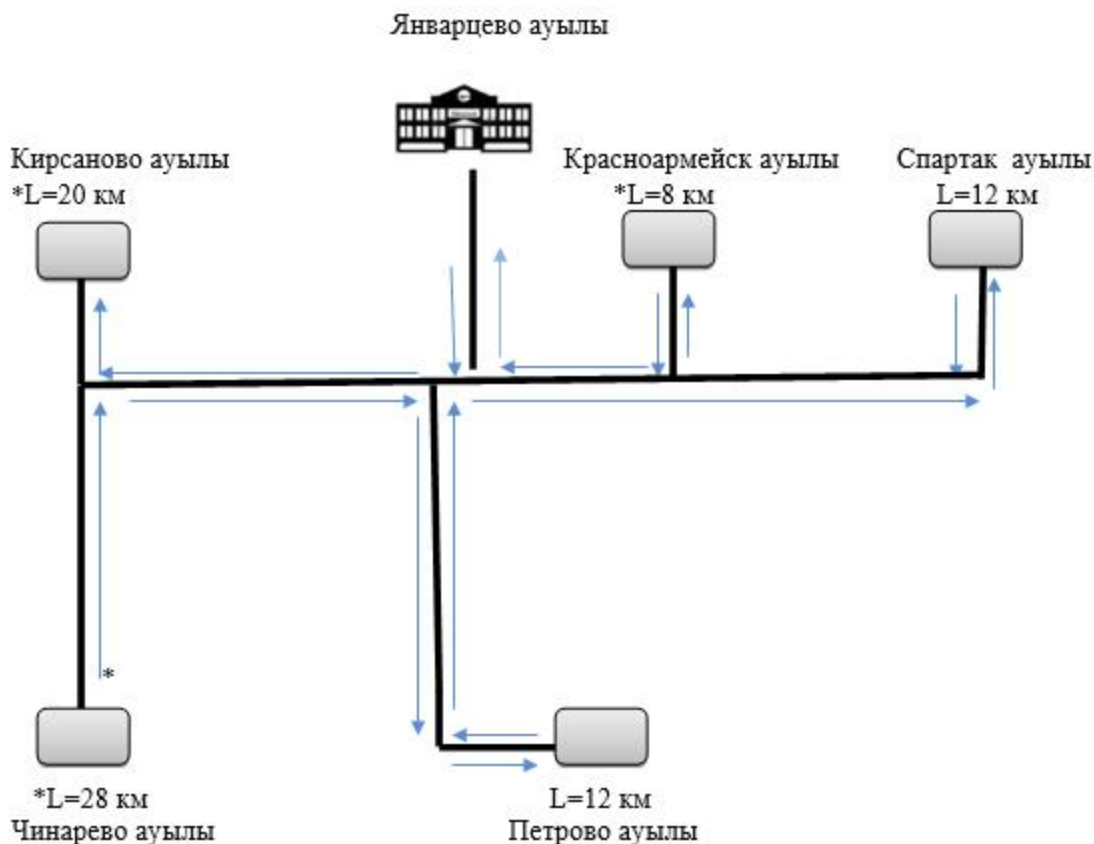 Январцево ауылы
Кирсаново ауылы
*L=20 км
Красноармейск ауылы
*L=8 км
Спартак ауылы
L=12 км
*
*L=28 км
Чинарево ауылы
L=12 км
Петрово ауылы